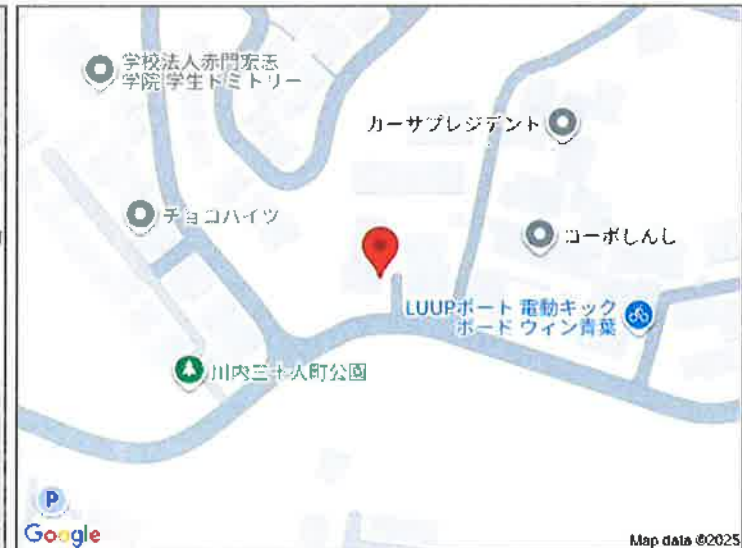 学校法人赤門宏志
学院 学生ドミトリー
カーサプレジデント
チョコハイツ
コーポしんし
LUUPポート 電動キック
ボード ウィン青葉
川内三十人町公園
P
Google
Map data ©2025